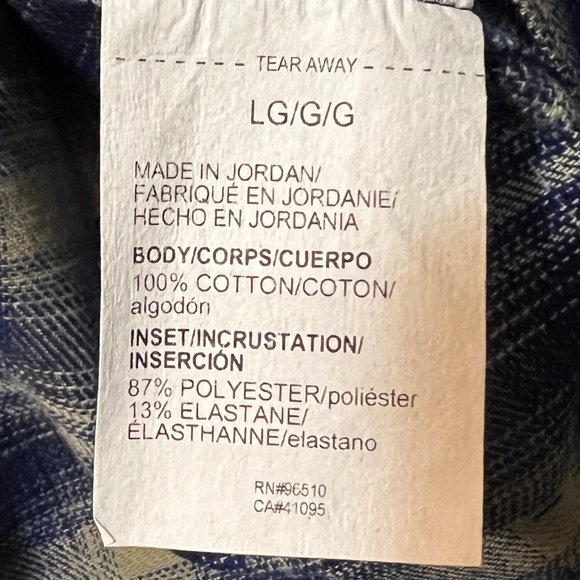 TEAR AWAY
LG/G/G
MADE IN JORDAN/
FABRIQUÉ EN JORDANIE/
HECHO EN JORDANIA
BODY/CORPS/CUERPO
100% COTTON/COTON/
algodón
INSET/INCRUSTATION/
INSERCIÓN
87% POLYESTER/poliéster
13% ELASTANE/
ÉLASTHANNE/elastano
RN#96510
CA#41095